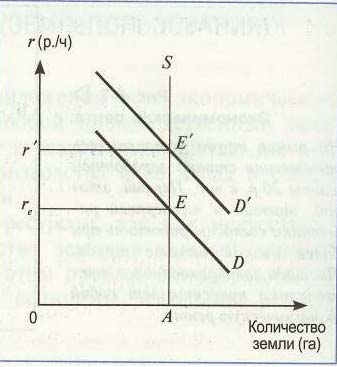 r (р./ч)
S
r'
E'
D'
r_e
E
D
0
A
Количество
земли (га)